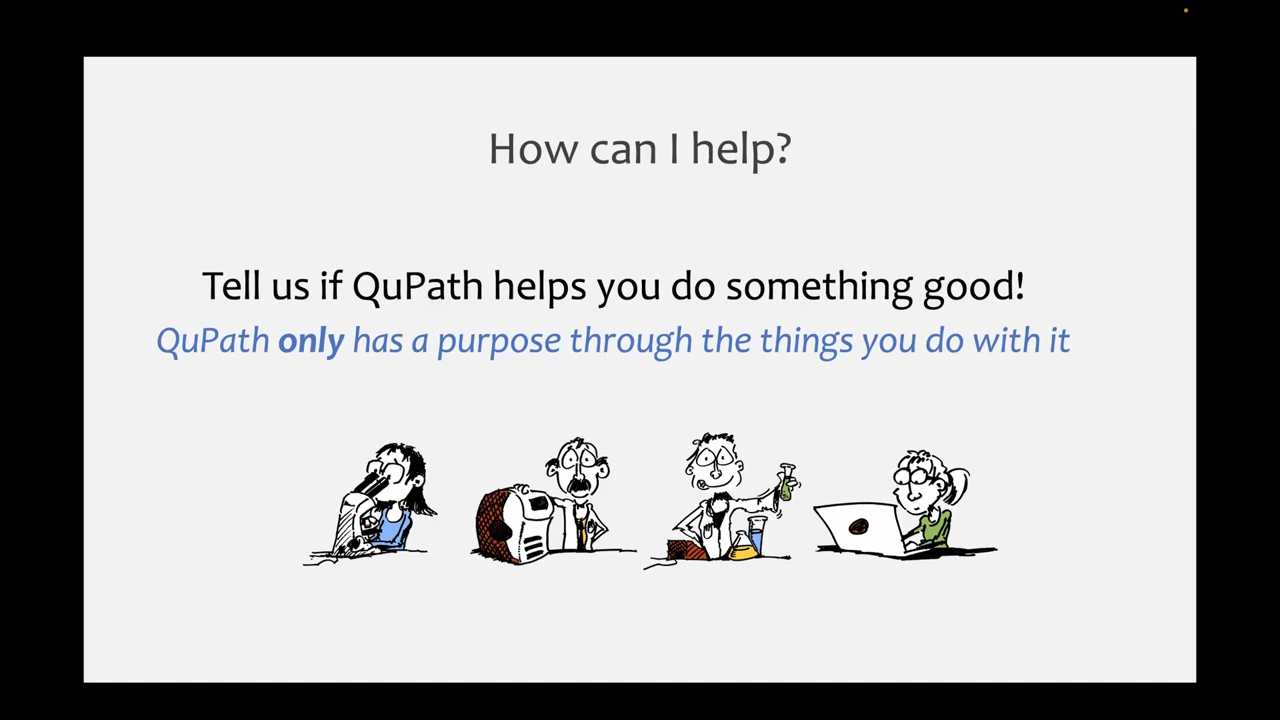 How can I help?
Tell us if QuPath helps you do something good!
QuPath only has a purpose through the things you do with it